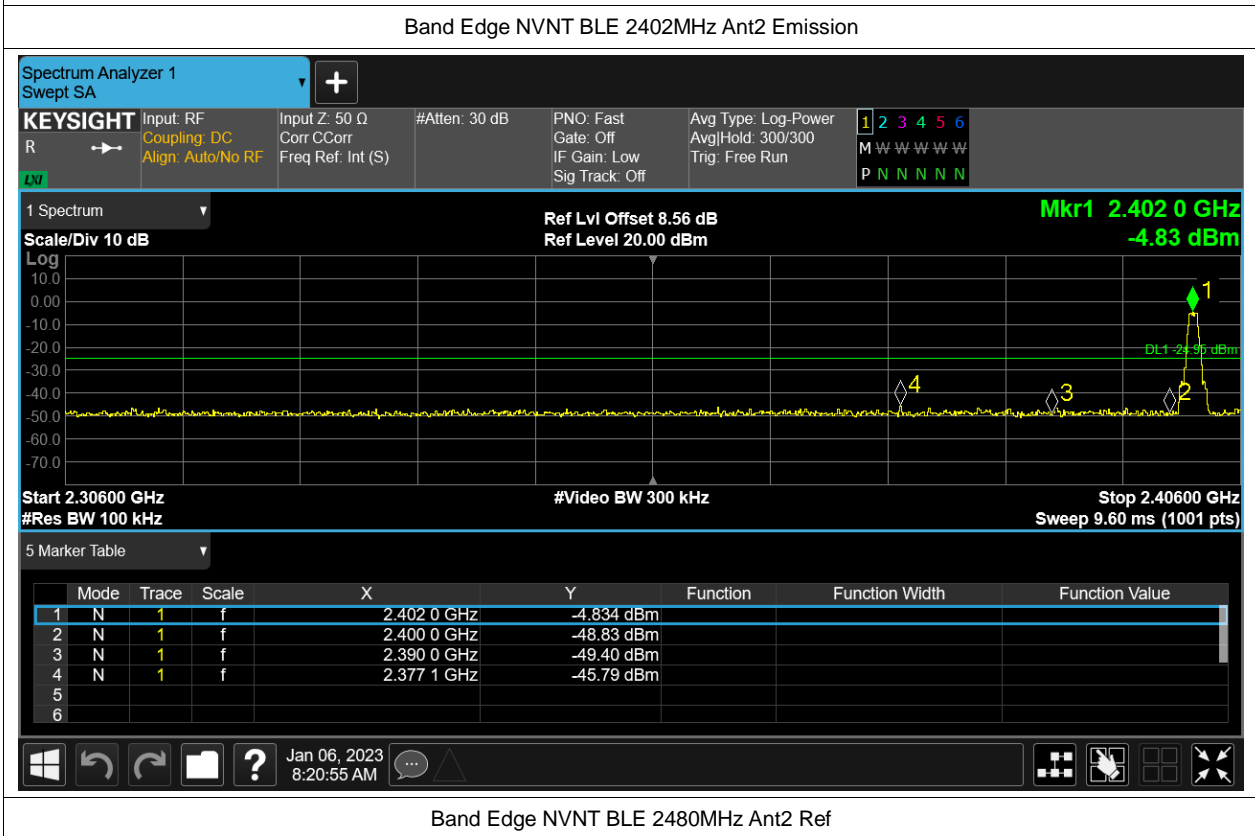 Band Edge NVNT BLE 2402MHz Ant2 Emission
Spectrum Analyzer 1
Swept SA
+
KEYSIGHT
R
LXI
Input: RF
Coupling: DC
Align: Auto/No RF
Input Z: 50 Ω
Corr CCorr
Freq Ref: Int (S)
#Atten: 30 dB
PNO: Fast
Gate: Off
IF Gain: Low
Sig Track: Off
Avg Type: Log-Power
Avg|Hold: 300/300
Trig: Free Run
1 2 3 4 5 6
M W W W W W
P N N N N N
1 Spectrum
Scale/Div 10 dB
Ref Lvl Offset 8.56 dB
Ref Level 20.00 dBm
Mkr1 2.402 0 GHz
-4.83 dBm
Log
10.0
0.00
-10.0
-20.0
-30.0
-40.0
-50.0
-60.0
-70.0
1
DL1 -24.95 dBm
4
3
2
Start 2.30600 GHz
#Res BW 100 kHz
#Video BW 300 kHz
Stop 2.40600 GHz
Sweep 9.60 ms (1001 pts)
5 Marker Table
Mode Trace Scale X Y Function Function Width Function Value
1 N 1 f 2.402 0 GHz -4.834 dBm
2 N 1 f 2.400 0 GHz -48.83 dBm
3 N 1 f 2.390 0 GHz -49.40 dBm
4 N 1 f 2.377 1 GHz -45.79 dBm
5
6
?
Jan 06, 2023
8:20:55 AM
Band Edge NVNT BLE 2480MHz Ant2 Ref